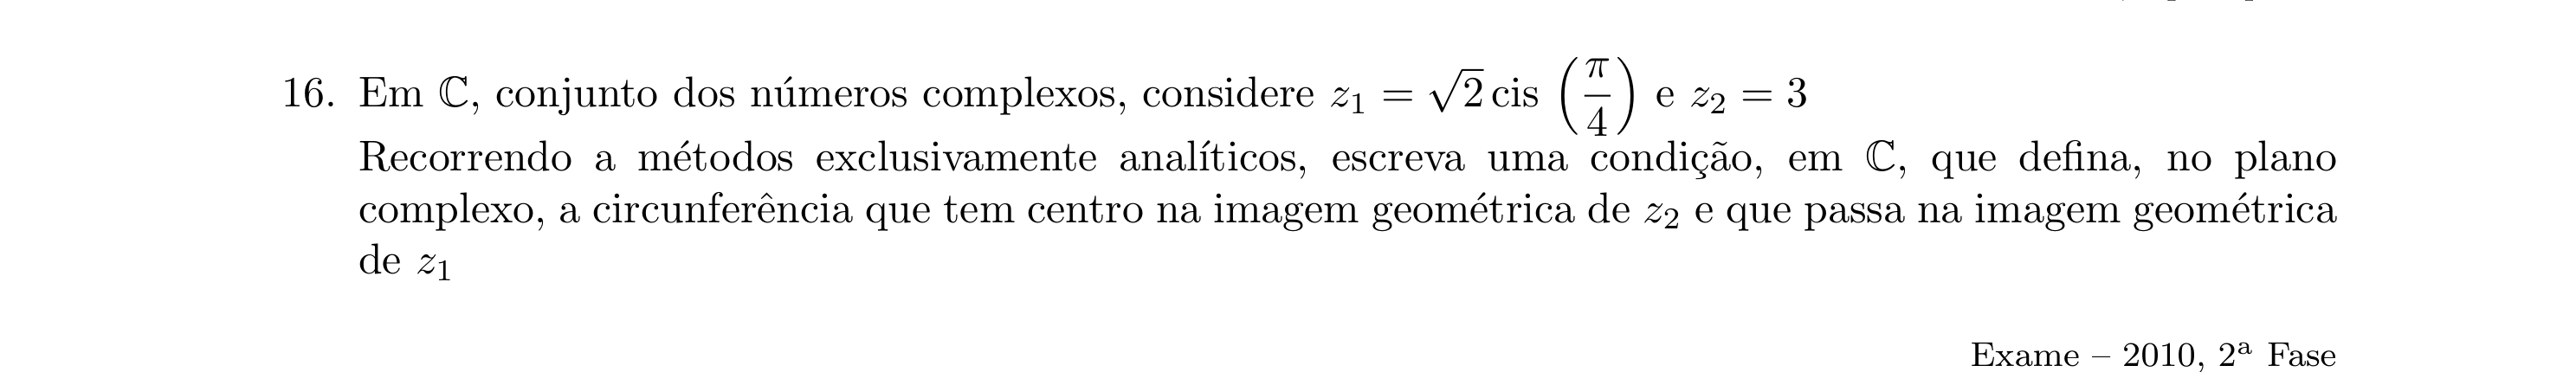 16. Em ℂ, conjunto dos números complexos, considere z₁ = √2 cis (π/4) e z₂ = 3
Recorrendo a métodos exclusivamente analíticos, escreva uma condição, em ℂ, que defina, no plano
complexo, a circunferência que tem centro na imagem geométrica de z₂ e que passa na imagem geométrica
de z₁
Exame – 2010, 2ª Fase